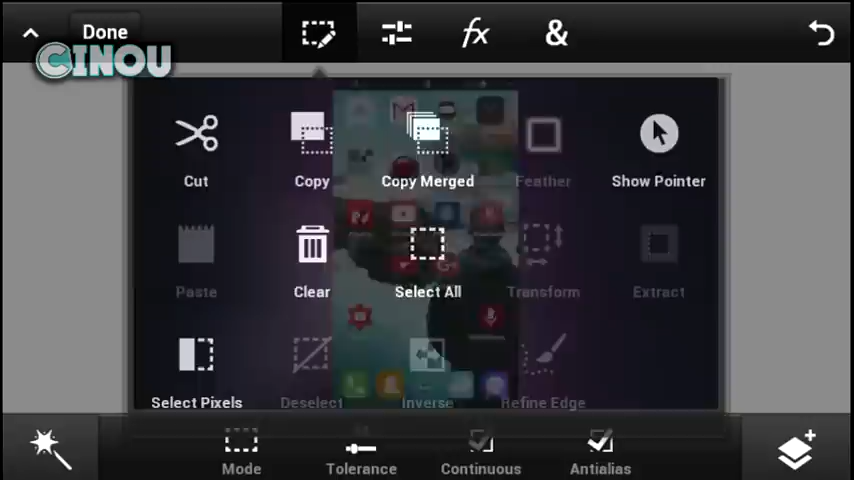 Done
fx
&
CINOU
Cut
Copy
Copy Merged
Feather
Show Pointer
Paste
Clear
Select All
Transform
Extract
Select Pixels
Deselect
Inverse
Refine Edge
Mode
Tolerance
Continuous
Antialias